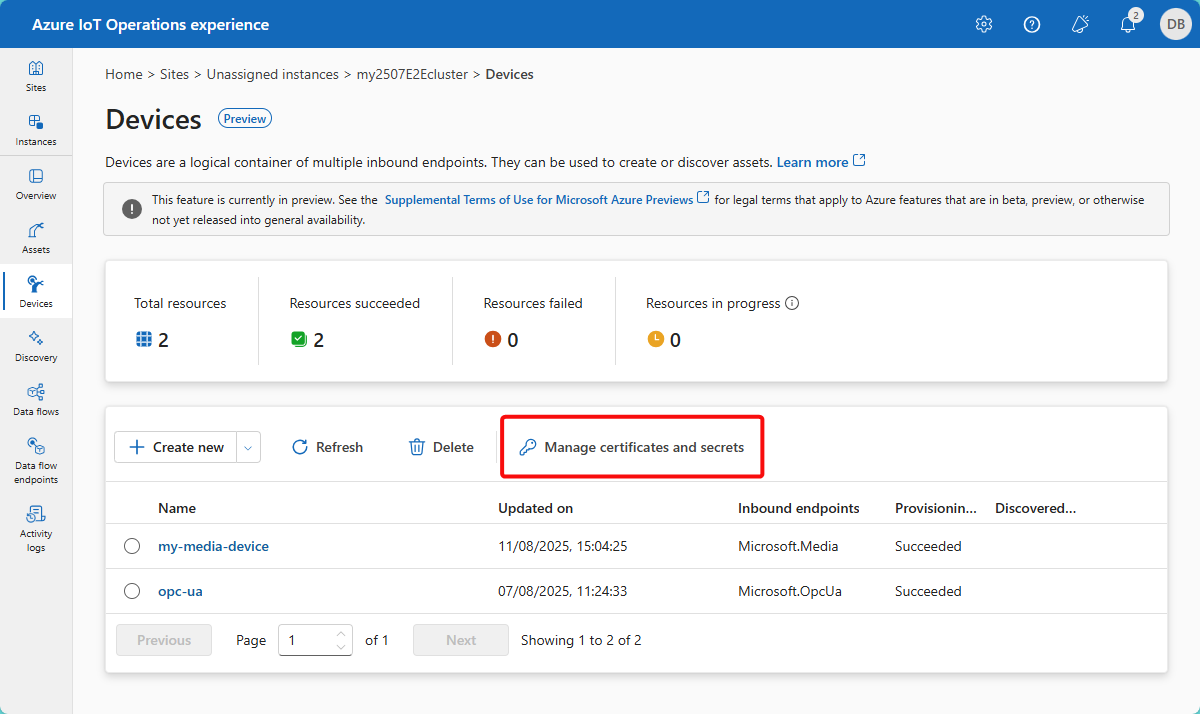 Azure IoT Operations experience
2
DB
Sites
Instances
Overview
Assets
Devices
Discovery
Data flows
Data flow
endpoints
Activity
logs
Home > Sites > Unassigned instances > my2507E2Ecluster > Devices
Devices Preview
Devices are a logical container of multiple inbound endpoints. They can be used to create or discover assets. Learn more
This feature is currently in preview. See the Supplemental Terms of Use for Microsoft Azure Previews for legal terms that apply to Azure features that are in beta, preview, or otherwise
not yet released into general availability.
Total resources Resources succeeded Resources failed Resources in progress
2 2 0 0
Create new Refresh Delete Manage certificates and secrets
Name Updated on Inbound endpoints Provisionin... Discovered...
my-media-device 11/08/2025, 15:04:25 Microsoft.Media Succeeded
opc-ua 07/08/2025, 11:24:33 Microsoft.OpcUa Succeeded
Previous Page 1 of 1 Next Showing 1 to 2 of 2